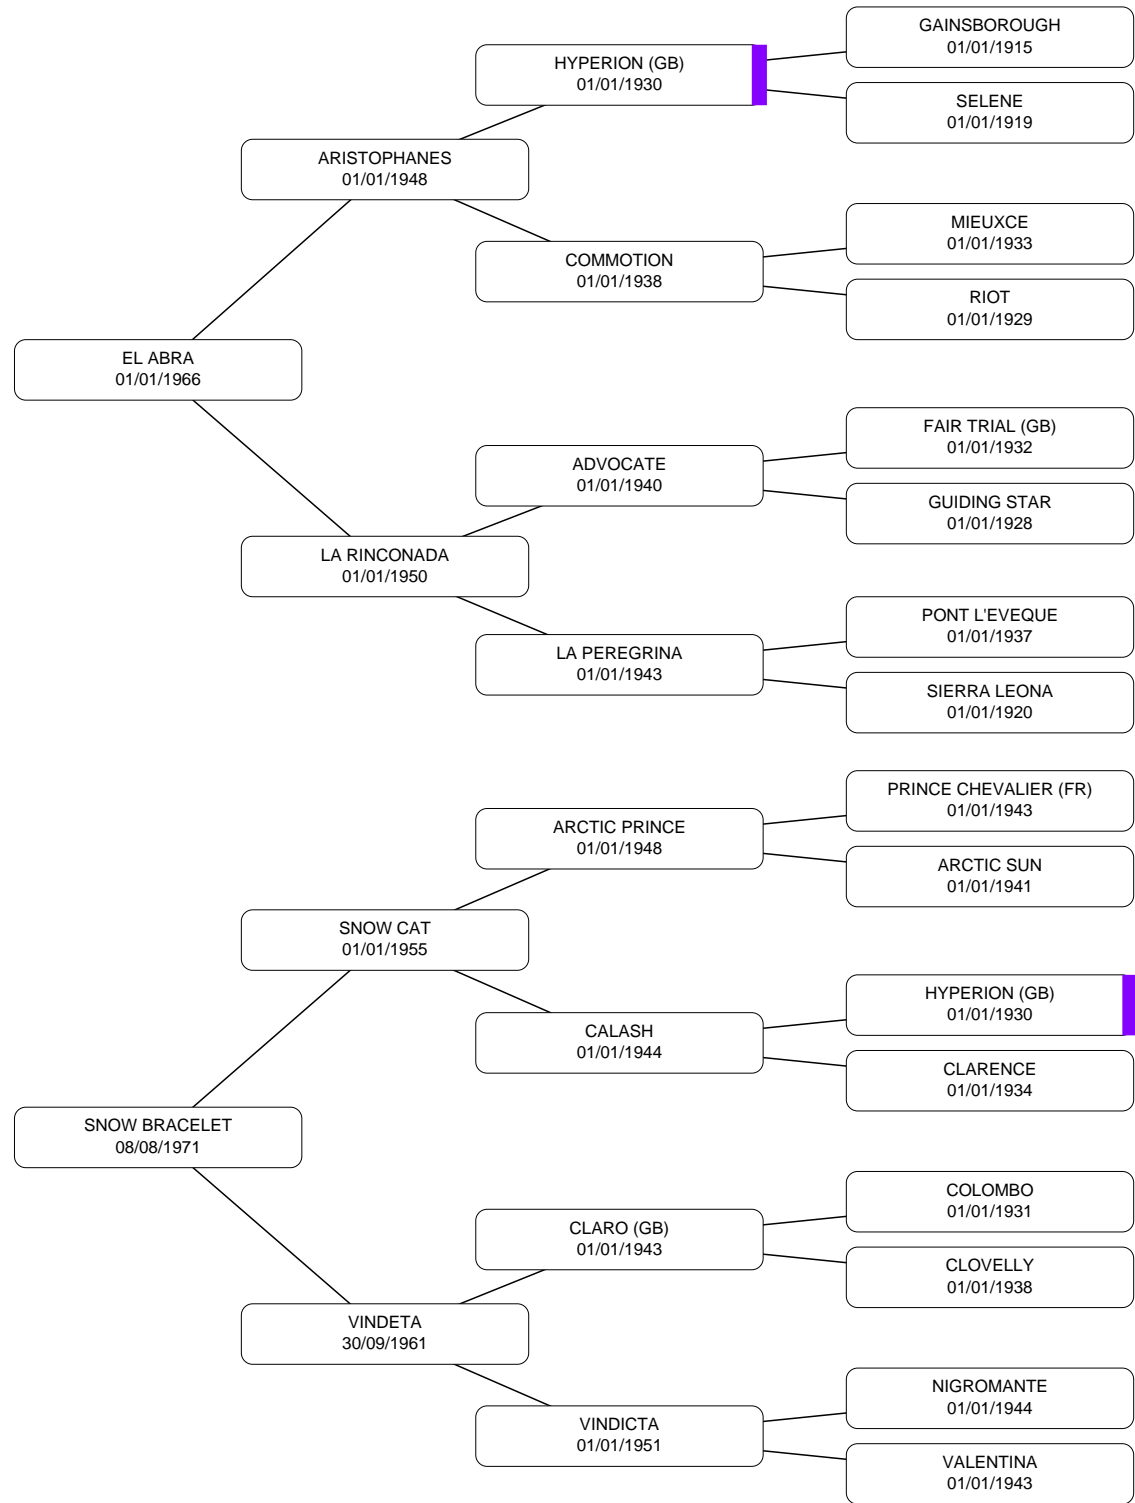 GAINSBOROUGH
01/01/1915
HYPERION (GB)
01/01/1930
SELENE
01/01/1919
ARISTOPHANES
01/01/1948
MIEUXCE
01/01/1933
COMMOTION
01/01/1938
RIOT
01/01/1929
EL ABRA
01/01/1966
FAIR TRIAL (GB)
01/01/1932
ADVOCATE
01/01/1940
GUIDING STAR
01/01/1928
LA RINCONADA
01/01/1950
PONT L'EVEQUE
01/01/1937
LA PEREGRINA
01/01/1943
SIERRA LEONA
01/01/1920
PRINCE CHEVALIER (FR)
01/01/1943
ARCTIC PRINCE
01/01/1948
ARCTIC SUN
01/01/1941
SNOW CAT
01/01/1955
HYPERION (GB)
01/01/1930
CALASH
01/01/1944
CLARENCE
01/01/1934
SNOW BRACELET
08/08/1971
COLOMBO
01/01/1931
CLARO (GB)
01/01/1943
CLOVELLY
01/01/1938
VINDETA
30/09/1961
NIGROMANTE
01/01/1944
VINDICTA
01/01/1951
VALENTINA
01/01/1943